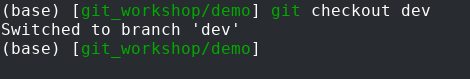 (base) [git_workshop/demo] git checkout dev
Switched to branch 'dev'
(base) [git_workshop/demo]